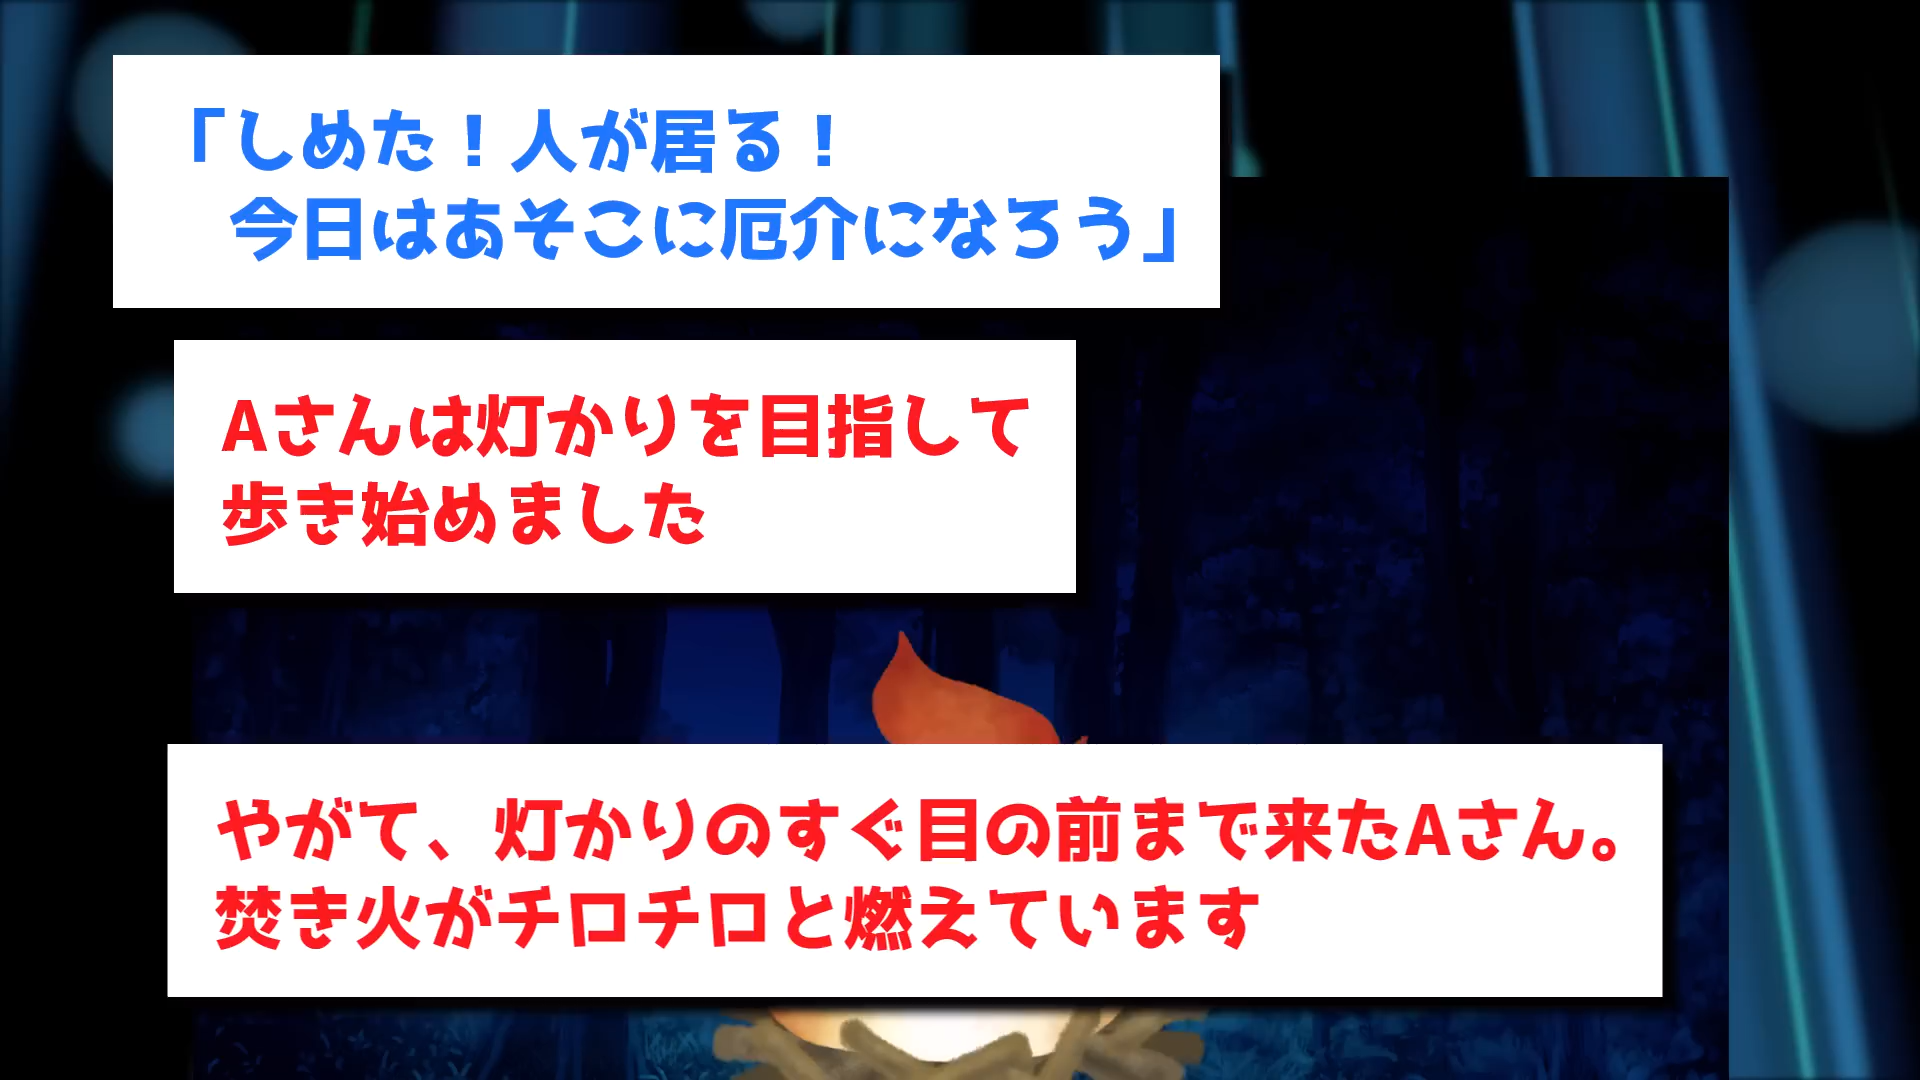 「しめた！人が居る！
今日はあそこに厄介になろう」
Aさんは灯かりを目指して
歩き始めました
やがて、灯かりのすぐ目の前まで来たAさん。
焚き火がチロチロと燃えています